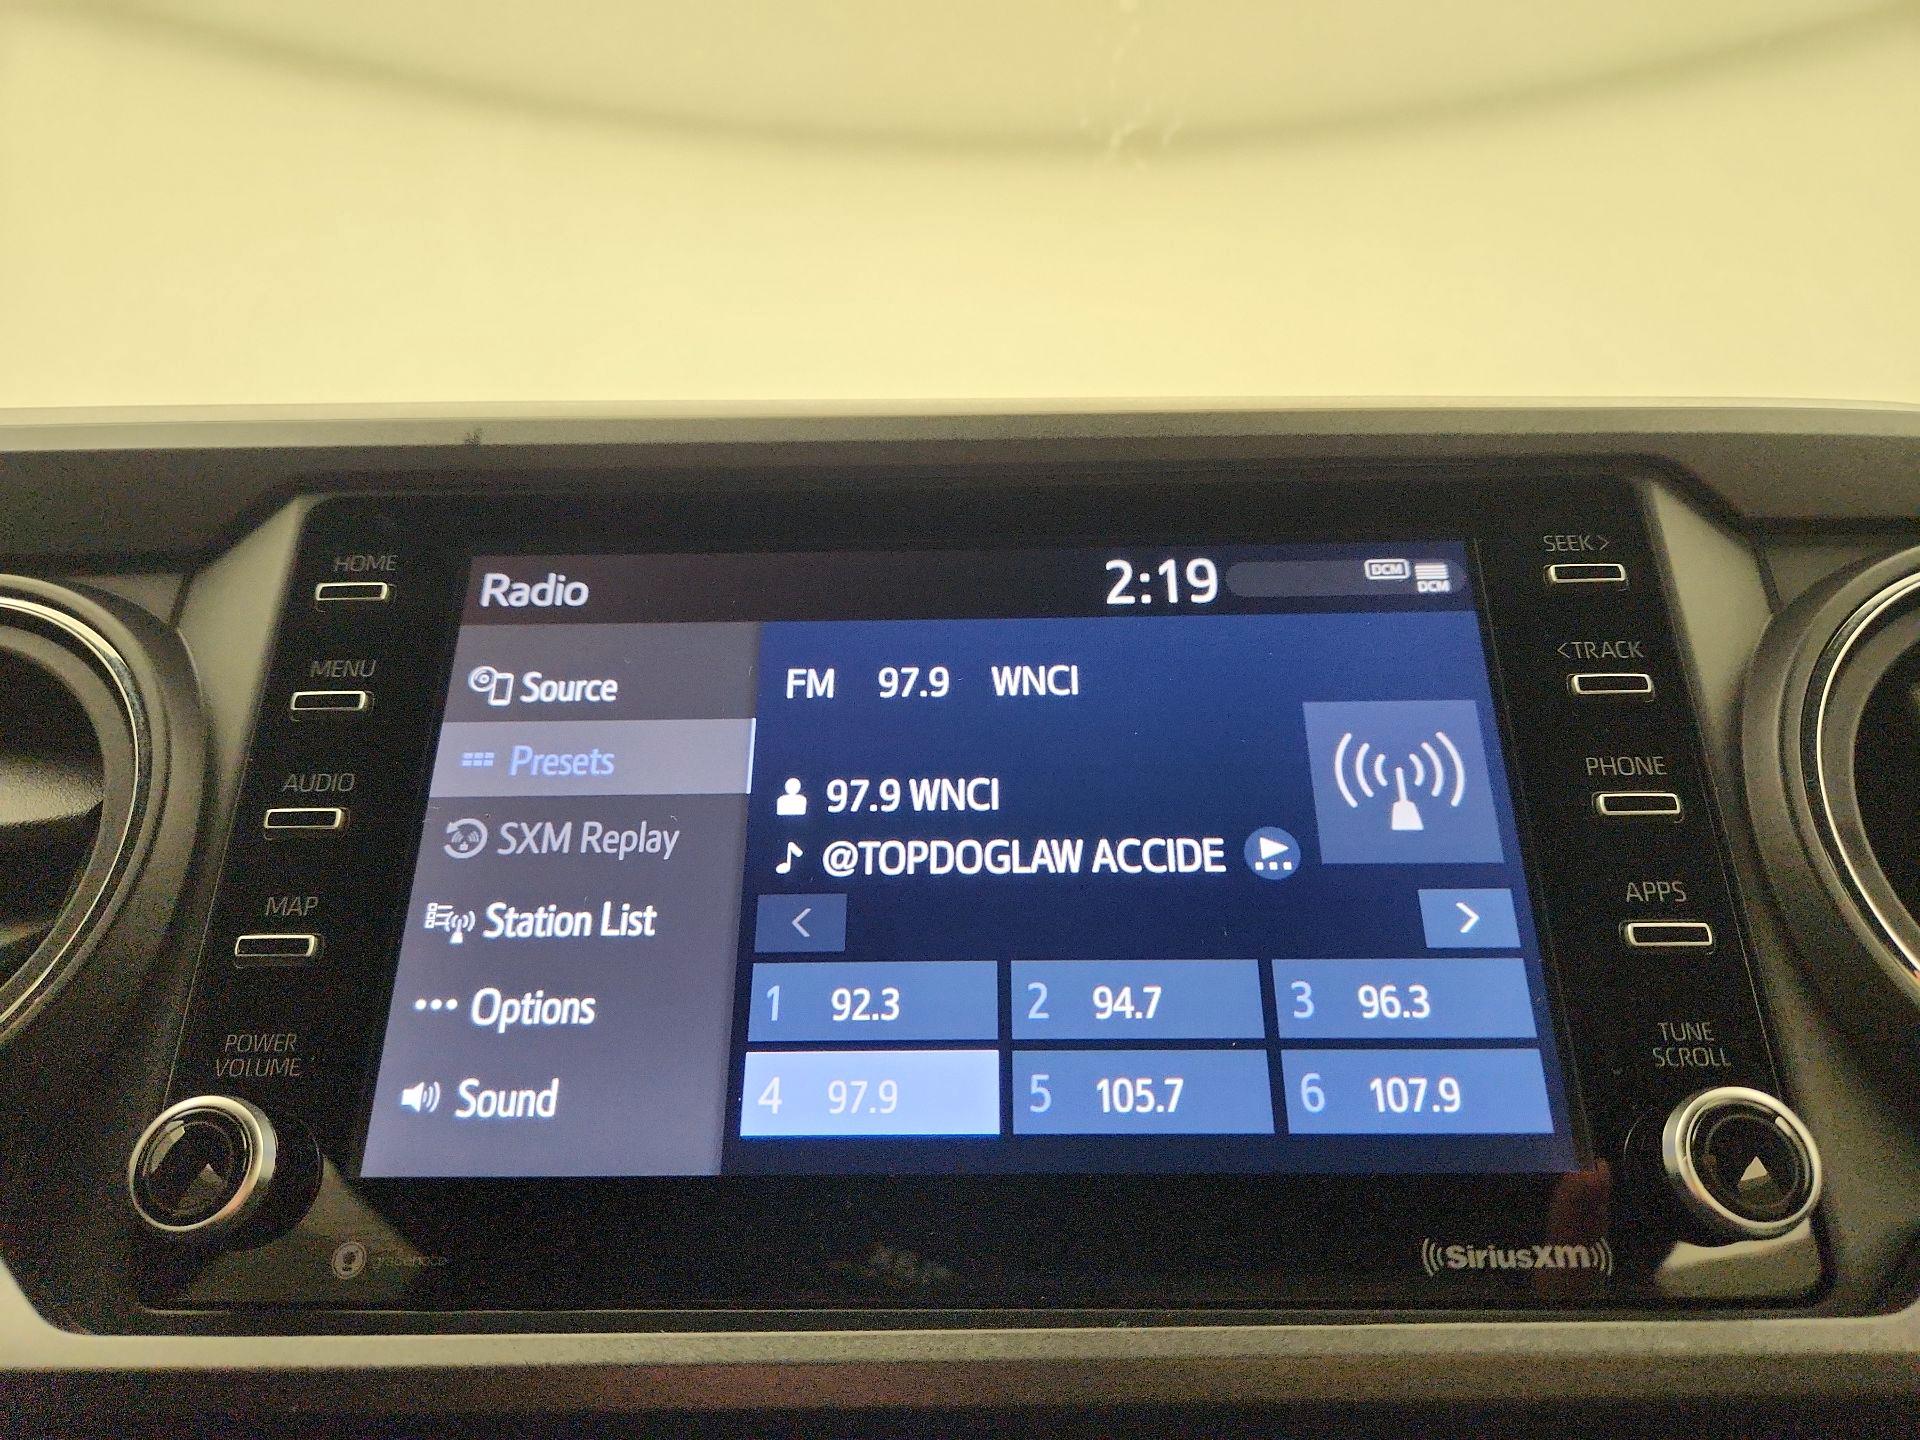 HOME
MENU
AUDIO
MAP
POWER
VOLUME
Radio
2:19
DCM
DCM
Source
Presets
SXM Replay
Station List
Options
Sound
FM 97.9 WNCI
97.9 WNCI
@TOPDOGLAW ACCIDE
<
>
1 92.3
2 94.7
3 96.3
4 97.9
5 105.7
6 107.9
SEEK>
<TRACK
PHONE
APPS
TUNE
SCROLL
gracenote
((SiriusXM))